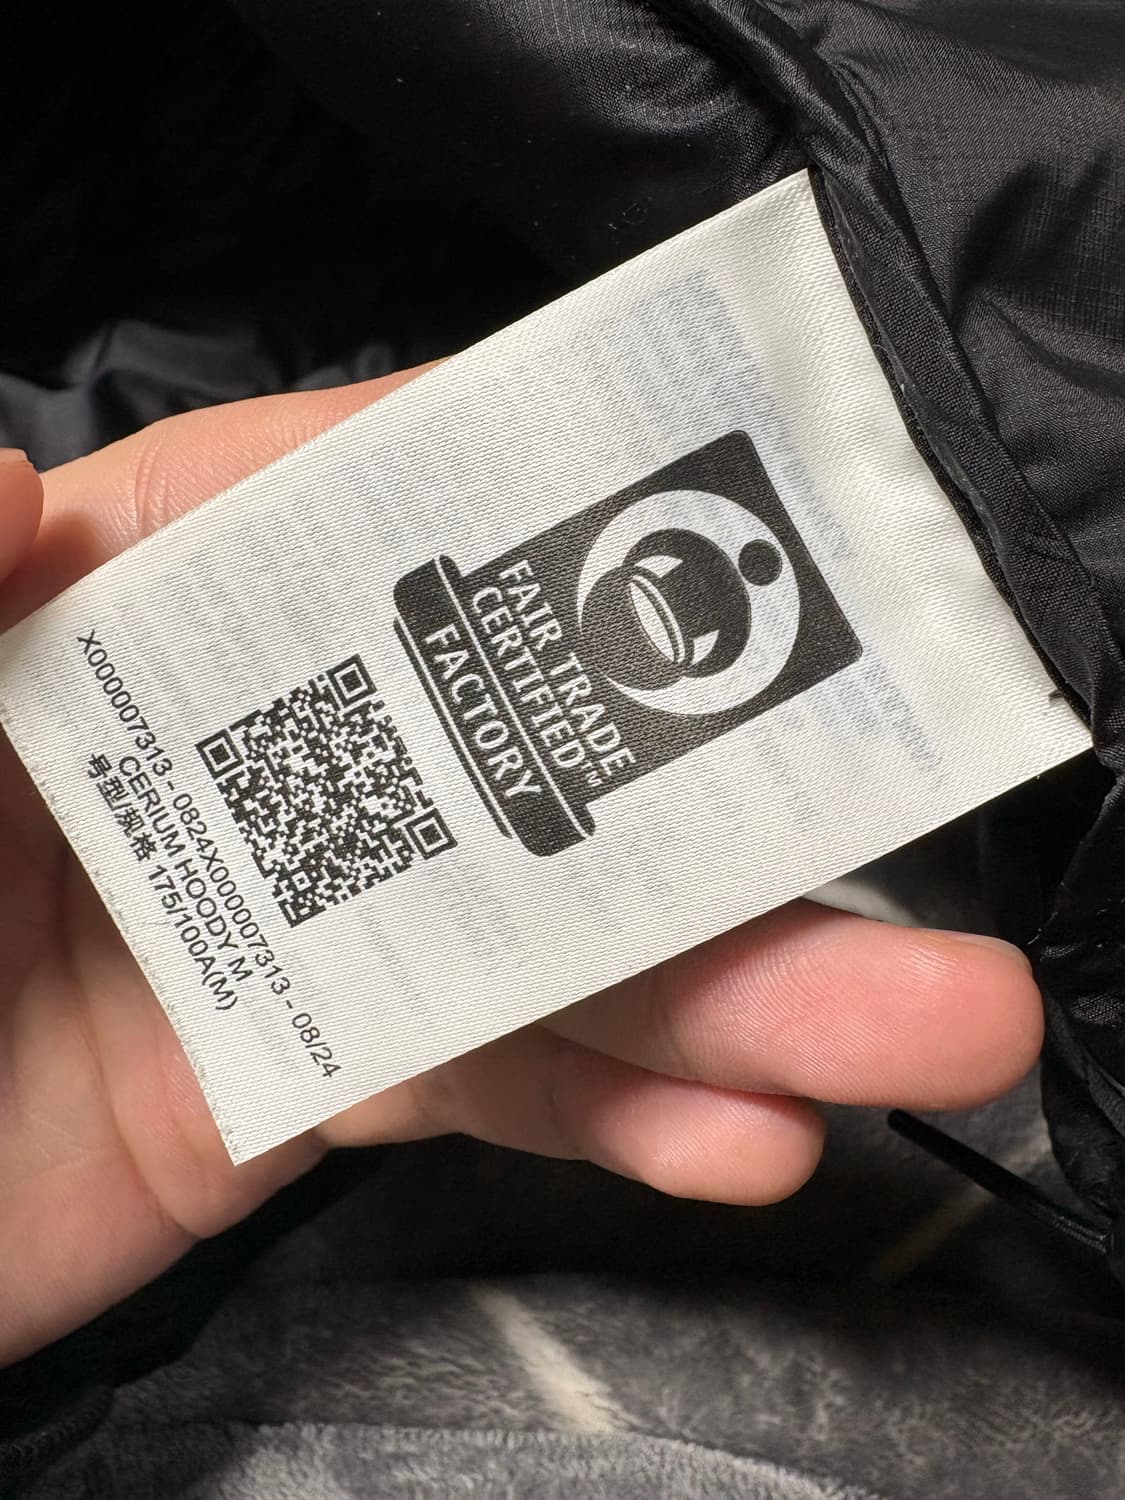 FAIR TRADE
CERTIFIED™
FACTORY
X000007313 - 0824X000007313 - 08/24
CERIUM HOODY M
号型/规格 175/100A(M)